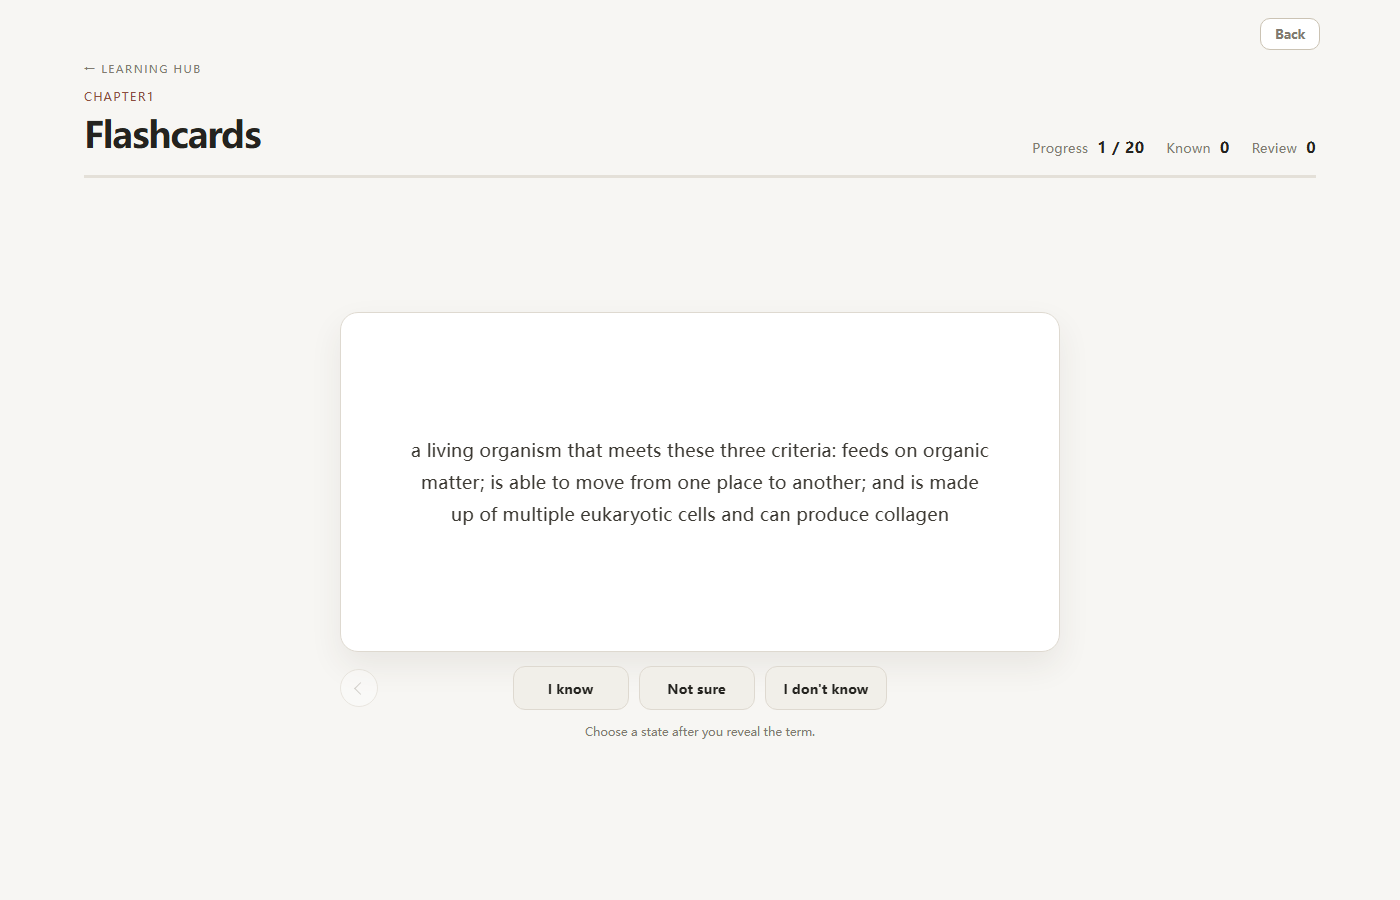 Back
← LEARNING HUB
CHAPTER1
Flashcards
Progress 1 / 20 Known 0 Review 0
a living organism that meets these three criteria: feeds on organic
matter; is able to move from one place to another; and is made
up of multiple eukaryotic cells and can produce collagen
I know Not sure I don't know
Choose a state after you reveal the term.